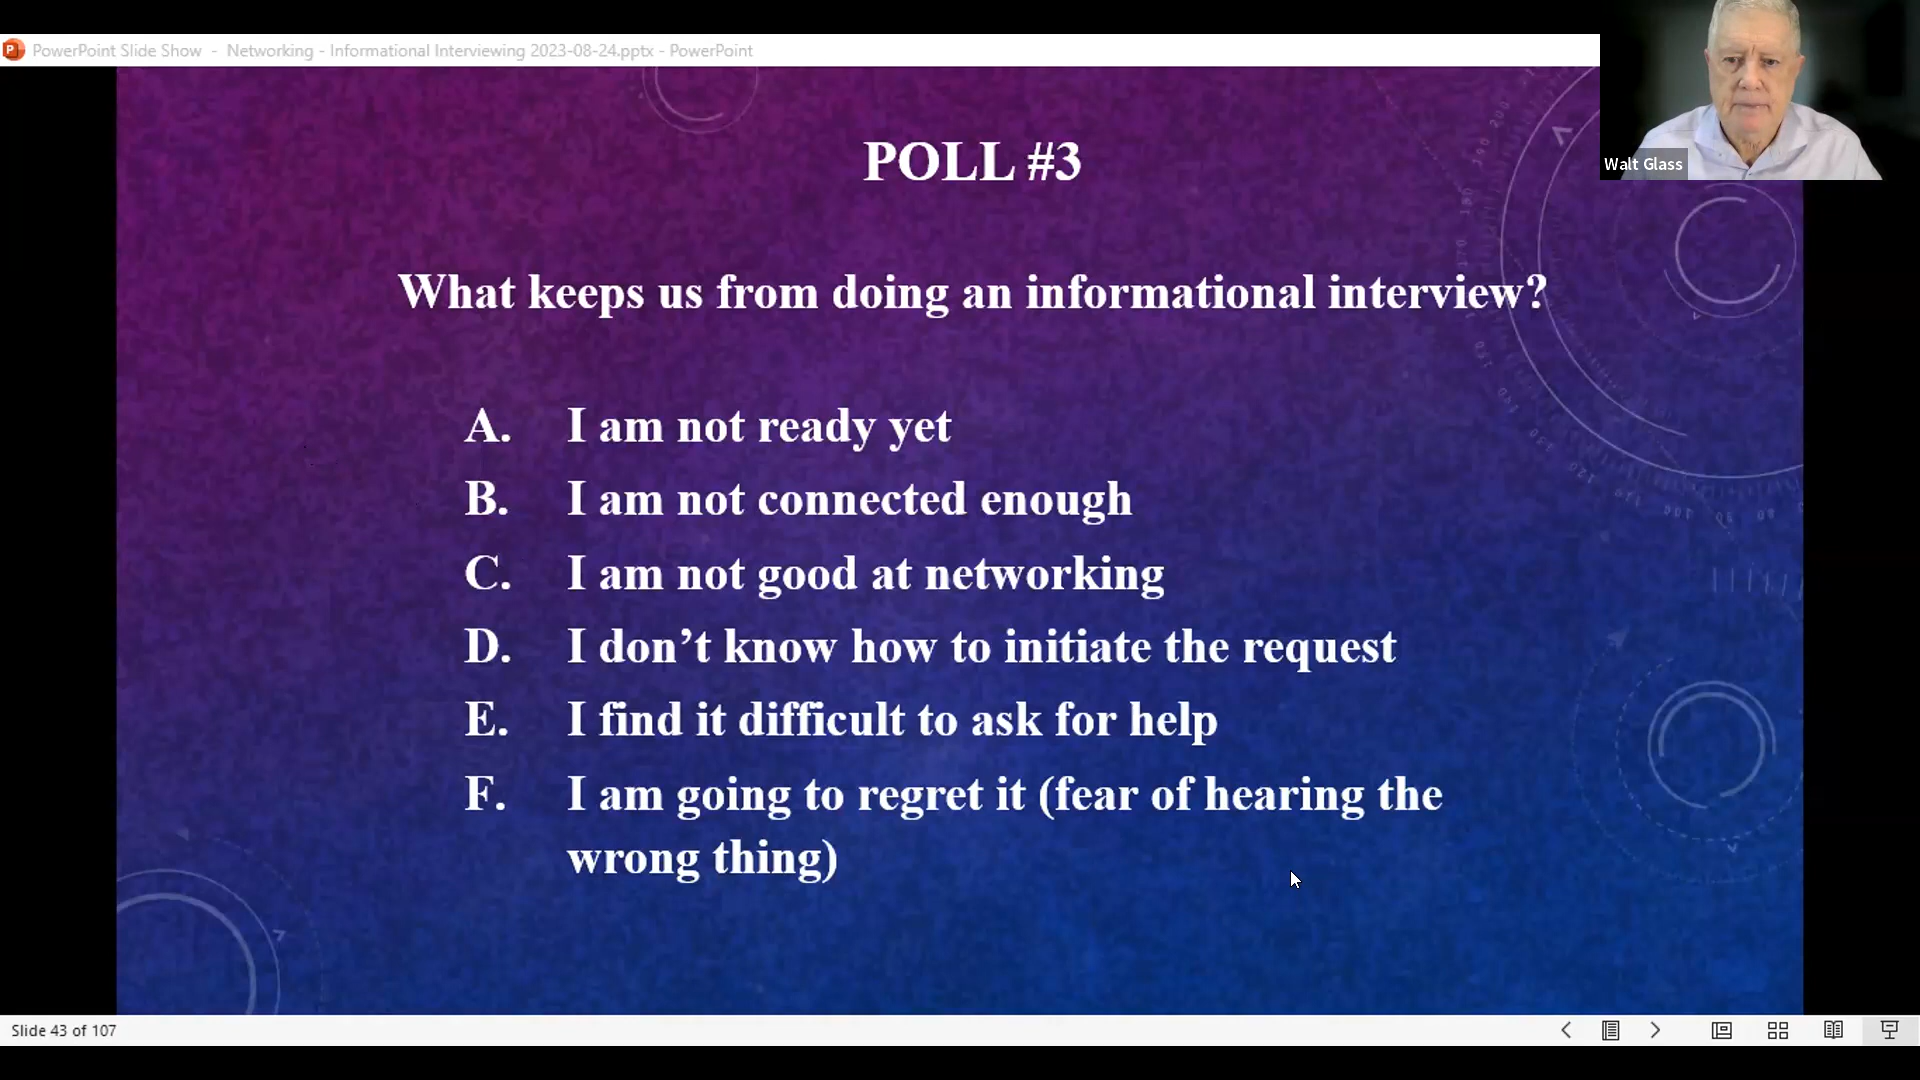 PowerPoint Slide Show - Networking - Informational Interviewing 2023-08-24.pptx - PowerPoint
Walt Glass
POLL #3
What keeps us from doing an informational interview?
A. I am not ready yet
B. I am not connected enough
C. I am not good at networking
D. I don’t know how to initiate the request
E. I find it difficult to ask for help
F. I am going to regret it (fear of hearing the
wrong thing)
Slide 43 of 107